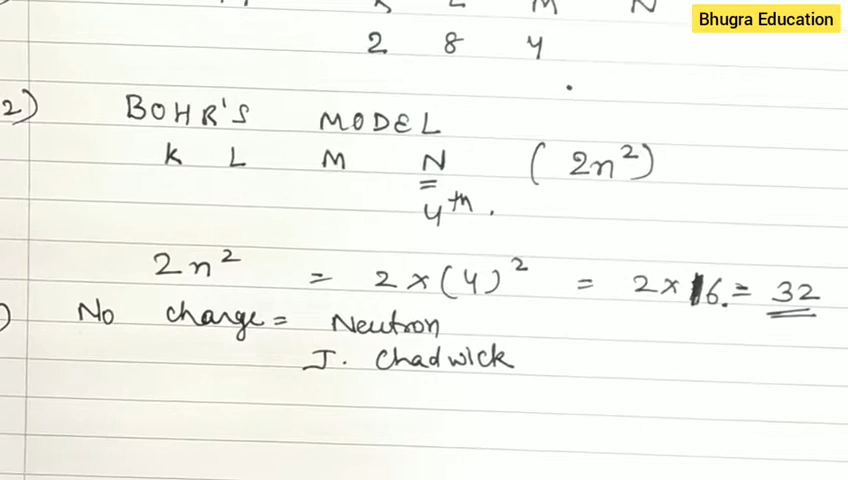 Bhugra Education
M N
2 8 4
2) BOHR'S MODEL
K L M N (2n²)
4th.
2n² = 2×(4)² = 2×16. = 32
) No charge = Neutron
J. Chadwick